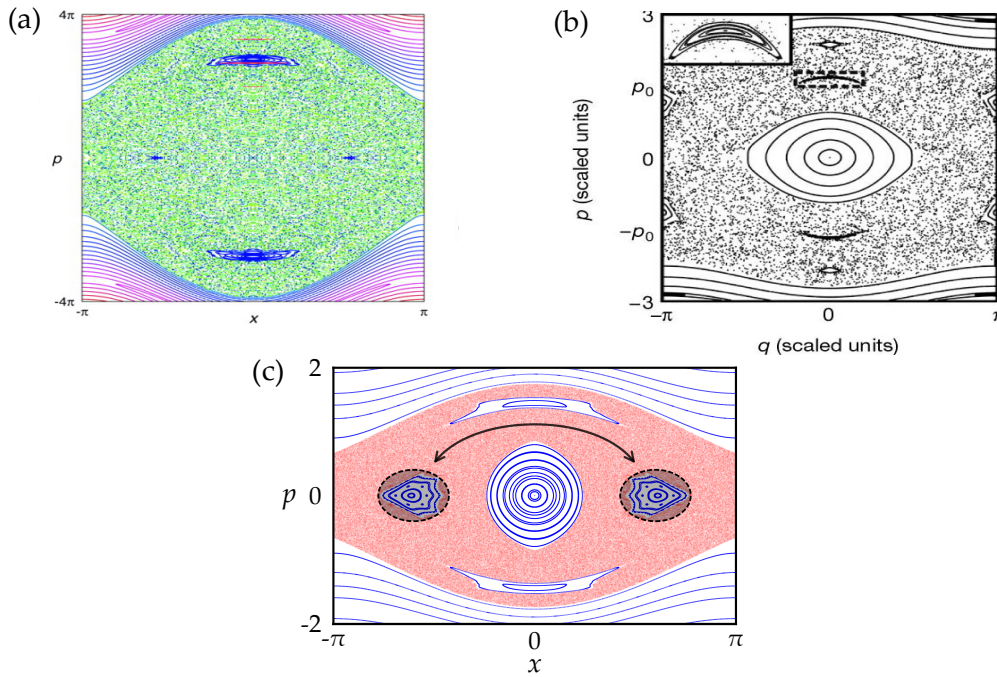 (a)
4π
p
-4π
-π
x
π
(b)
3
p₀
p (scaled units)
0
-p₀
-3
-π
0
π
q (scaled units)
(c)
2
p
0
-2
-π
0
π
x